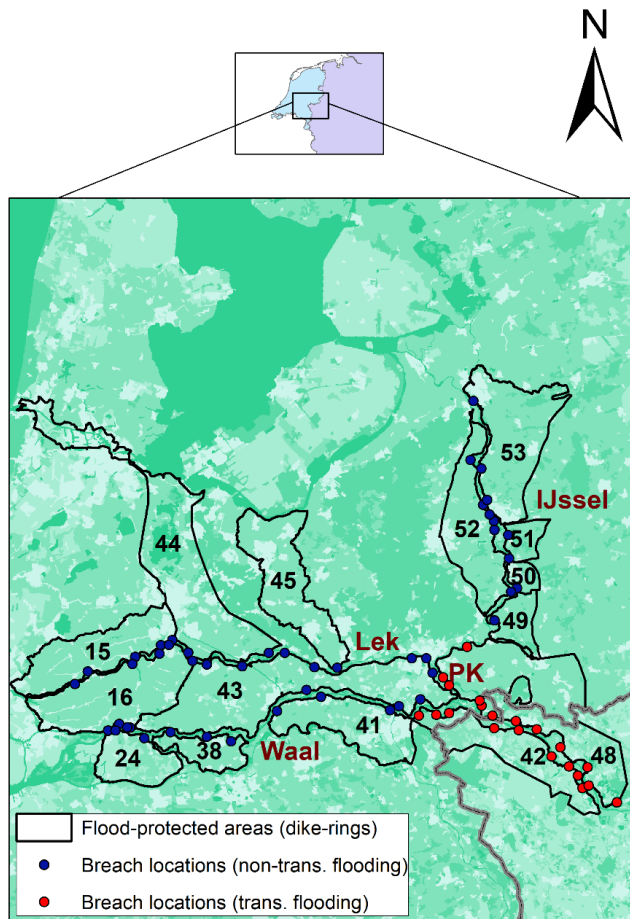 N
53
IJssel
52
51
44
50
45
49
15
Lek
PK
16
43
41
42
48
24
38
Waal
Flood-protected areas (dike-rings)
Breach locations (non-trans. flooding)
Breach locations (trans. flooding)